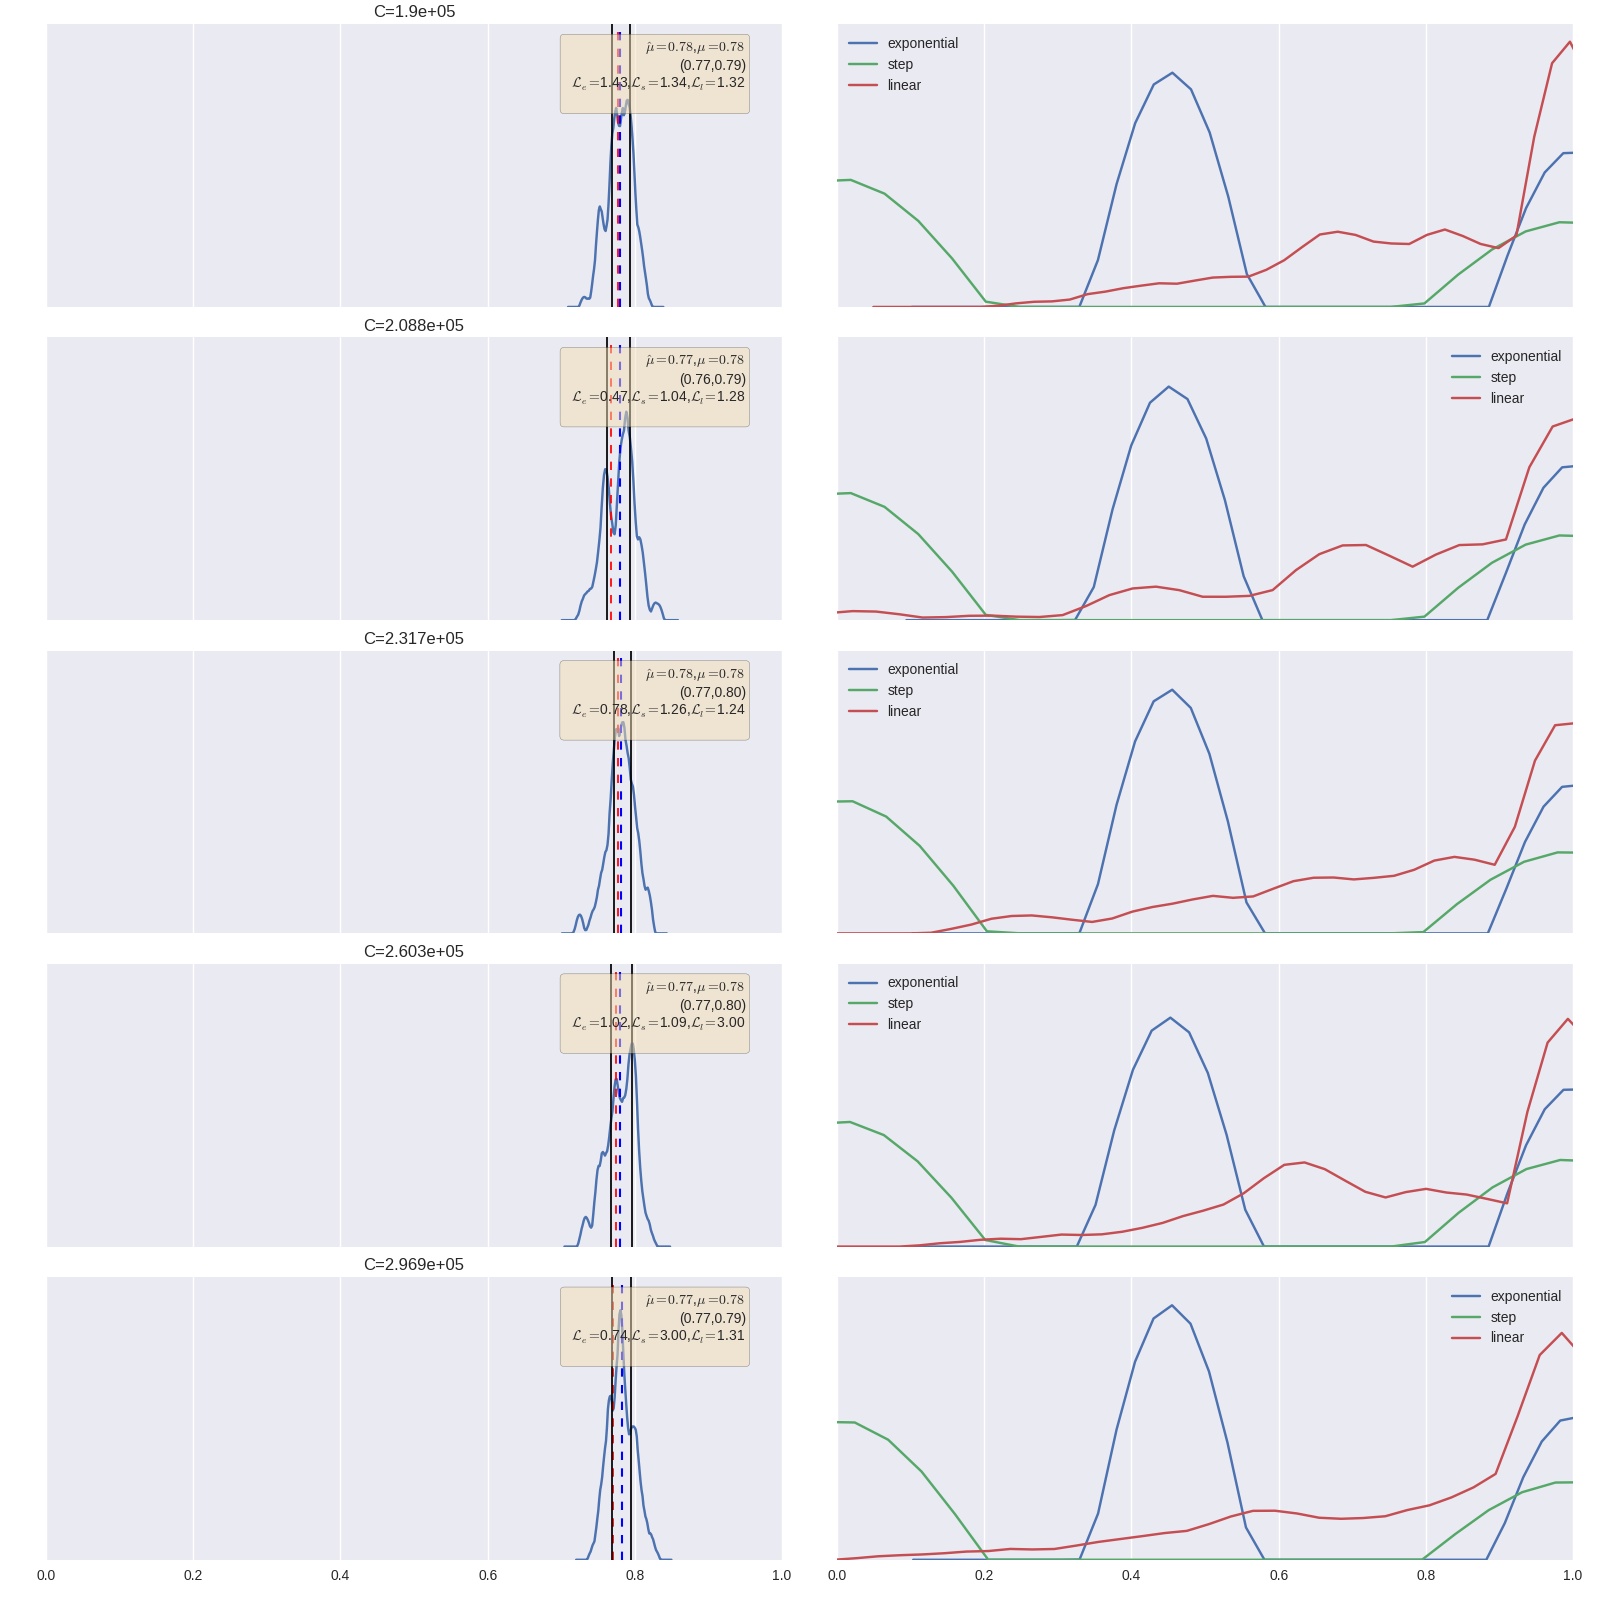 C=1.9e+05
μ̂=0.78,μ=0.78
(0.77,0.79)
ℒₑ=1.43,ℒₛ=1.34,ℒₗ=1.32
exponential
step
linear
C=2.088e+05
μ̂=0.77,μ=0.78
(0.76,0.79)
ℒₑ=0.47,ℒₛ=1.04,ℒₗ=1.28
exponential
step
linear
C=2.317e+05
μ̂=0.78,μ=0.78
(0.77,0.80)
ℒₑ=0.78,ℒₛ=1.26,ℒₗ=1.24
exponential
step
linear
C=2.603e+05
μ̂=0.77,μ=0.78
(0.77,0.80)
ℒₑ=1.02,ℒₛ=1.09,ℒₗ=3.00
exponential
step
linear
C=2.969e+05
μ̂=0.77,μ=0.78
(0.77,0.79)
ℒₑ=0.74,ℒₛ=3.00,ℒₗ=1.31
exponential
step
linear
0.0 0.2 0.4 0.6 0.8 1.0
0.0 0.2 0.4 0.6 0.8 1.0